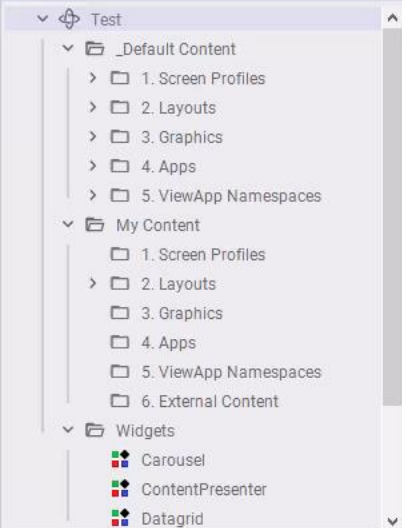 Test
_Default Content
1. Screen Profiles
2. Layouts
3. Graphics
4. Apps
5. ViewApp Namespaces
My Content
1. Screen Profiles
2. Layouts
3. Graphics
4. Apps
5. ViewApp Namespaces
6. External Content
Widgets
Carousel
ContentPresenter
Datagrid